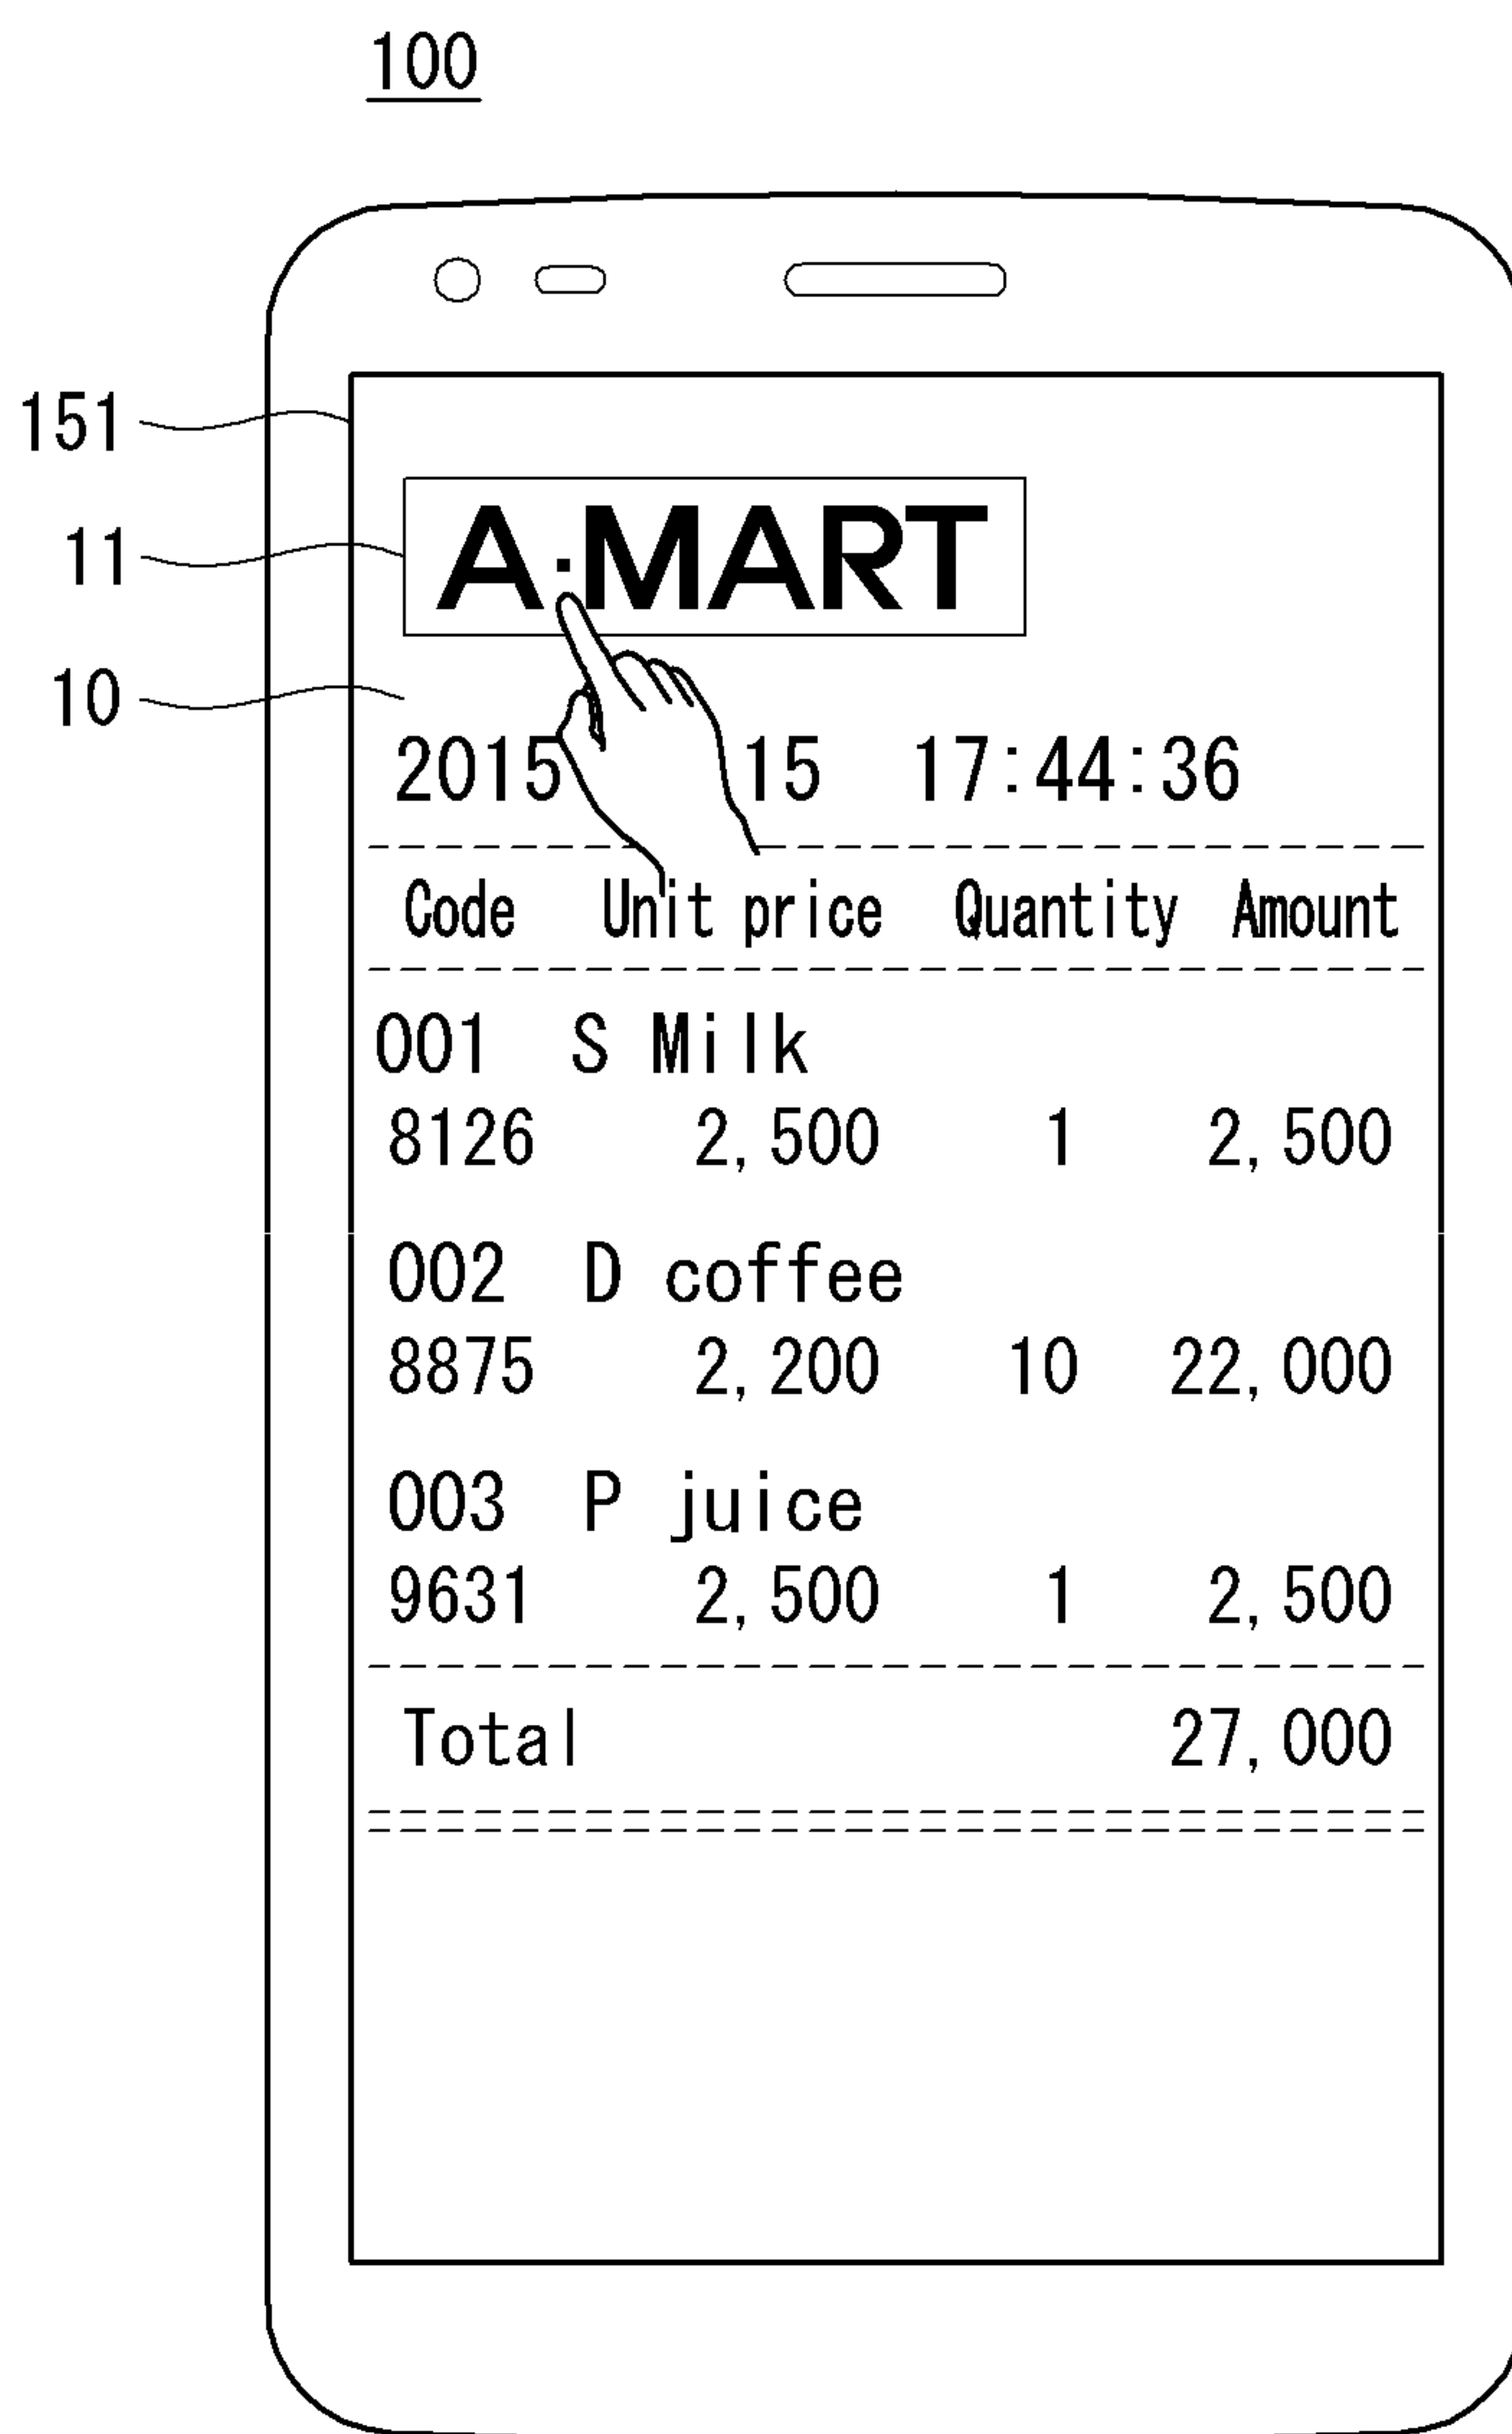 100
151
11
A·MART
10
2015 15 17:44:36
Code Unit price Quantity Amount
001 S Milk
8126 2,500 1 2,500
002 D coffee
8875 2,200 10 22,000
003 P juice
9631 2,500 1 2,500
Total 27,000